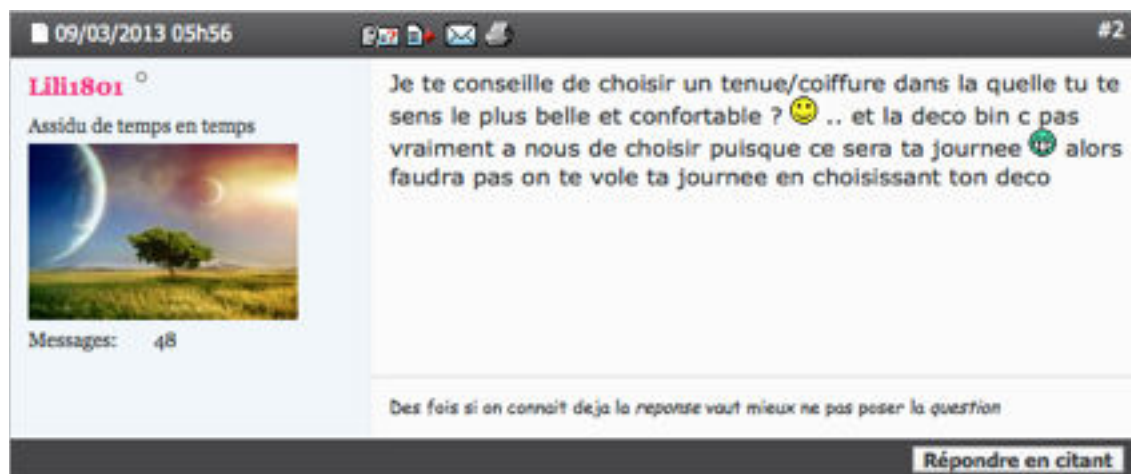 09/03/2013 05h56
#2
Lili1801
Assidu de temps en temps
Messages: 48
Je te conseille de choisir un tenue/coiffure dans la quelle tu te
sens le plus belle et confortable ? .. et la deco bin c pas
vraiment a nous de choisir puisque ce sera ta journee alors
faudra pas on te vole ta journee en choisissant ton deco
Des fois si on connait deja la reponse vaut mieux ne pas poser la question
Répondre en citant